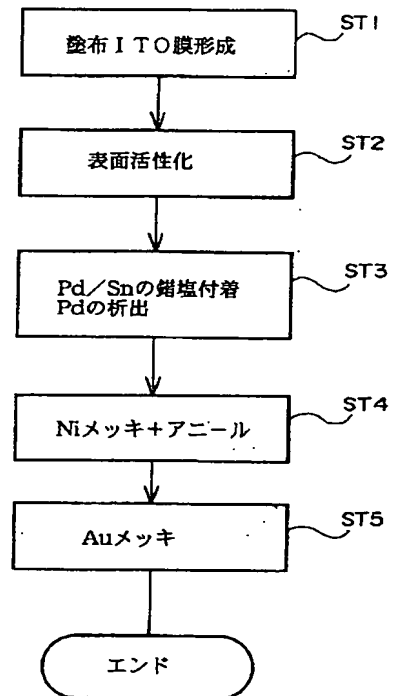 塗布ITO膜形成
ST1
表面活性化
ST2
Pd/Snの錯塩付着
Pdの析出
ST3
Niメッキ+アニール
ST4
Auメッキ
ST5
エンド